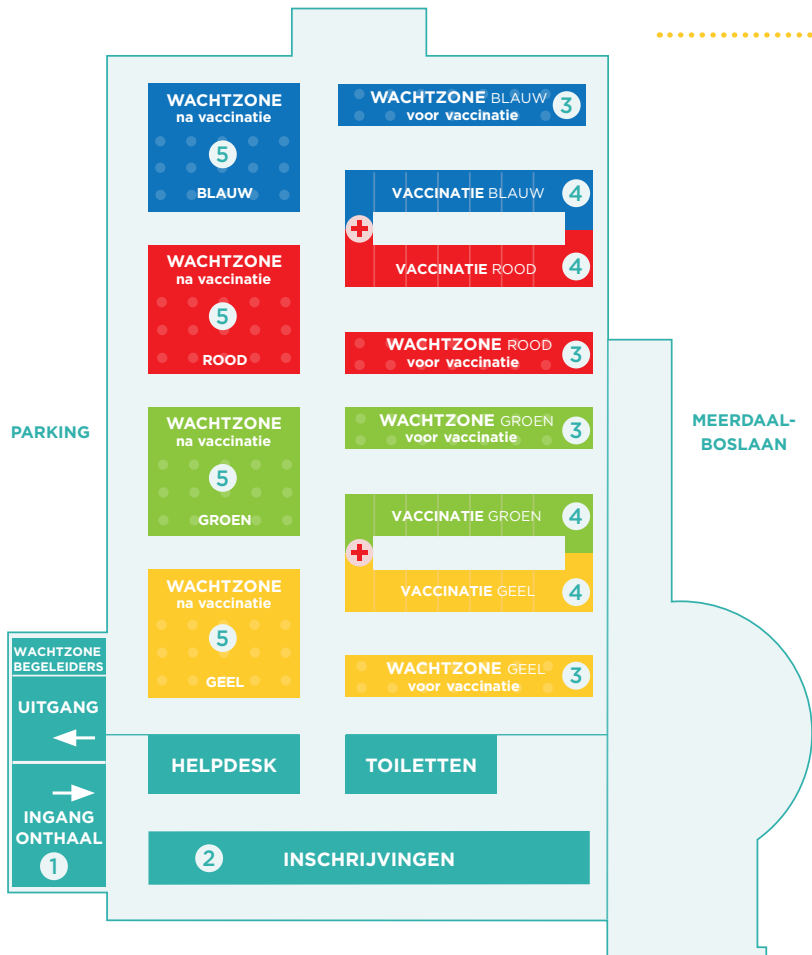 WACHTZONE
na vaccinatie
5
BLAUW
WACHTZONE BLAUW
voor vaccinatie
3
VACCINATIE BLAUW
4
VACCINATIE ROOD
4
WACHTZONE
na vaccinatie
5
ROOD
WACHTZONE ROOD
voor vaccinatie
3
PARKING
WACHTZONE
na vaccinatie
5
GROEN
WACHTZONE GROEN
voor vaccinatie
3
MEERDAAL-
BOSLAAN
VACCINATIE GROEN
4
VACCINATIE GEEL
4
WACHTZONE
na vaccinatie
5
GEEL
WACHTZONE GEEL
voor vaccinatie
3
WACHTZONE
BEGELEIDERS
UITGANG
INGANG
ONTHAAL
1
HELPDESK
TOILETTEN
2
INSCHRIJVINGEN